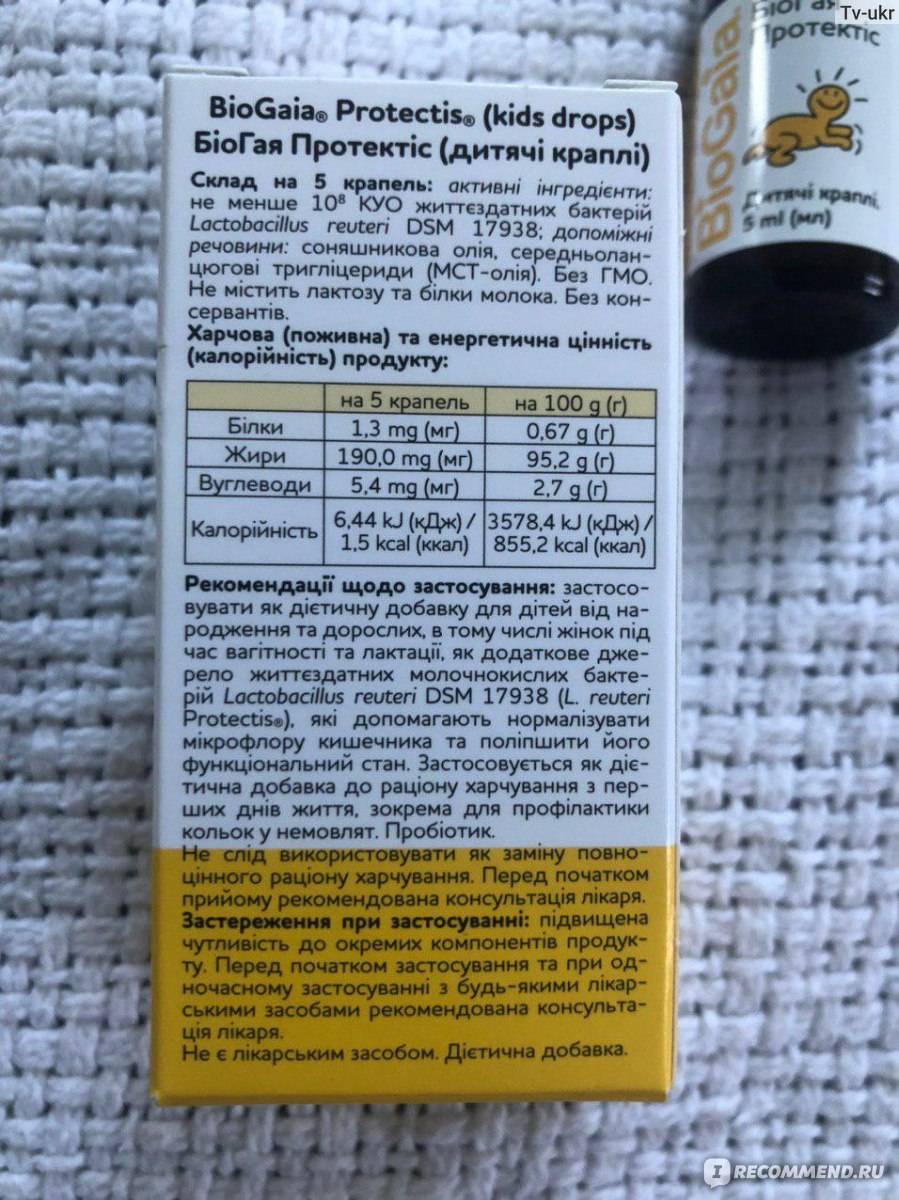 Tv-ukr
BioGaia® Protectis® (kids drops)
БіоГая Протектіс (дитячі краплі)
Склад на 5 крапель: активні інгредієнти:
не менше 10⁸ КУО життєздатних бактерій
Lactobacillus reuteri DSM 17938; допоміжні
речовини: соняшникова олія, середньолан-
цюгові тригліцериди (МСТ-олія). Без ГМО.
Не містить лактозу та білки молока. Без кон-
сервантів.
Харчова (поживна) та енергетична цінність
(калорійність) продукту:
на 5 крапель на 100 g (г)
Білки 1,3 mg (мг) 0,67 g (г)
Жири 190,0 mg (мг) 95,2 g (г)
Вуглеводи 5,4 mg (мг) 2,7 g (г)
Калорійність 6,44 kJ (кДж) / 3578,4 kJ (кДж) /
1,5 kcal (ккал) 855,2 kcal (ккал)
Рекомендації щодо застосування: застосо-
вувати як дієтичну добавку для дітей від на-
родження та дорослих, в тому числі жінок під
час вагітності та лактації, як додаткове дже-
рело життєздатних молочнокислих бакте-
рій Lactobacillus reuteri DSM 17938 (L. reuteri
Protectis®), які допомагають нормалізувати
мікрофлору кишечника та поліпшити його
функціональний стан. Застосовується як діє-
тична добавка до раціону харчування з пер-
ших днів життя, зокрема для профілактики
кольок у немовлят. Пробіотик.
Не слід використовувати як заміну повно-
цінного раціону харчування. Перед початком
прийому рекомендована консультація лікаря.
Застереження при застосуванні: підвищена
чутливість до окремих компонентів продук-
ту. Перед початком застосування та при од-
ночасному застосуванні з будь-якими лікар-
ськими засобами рекомендована консульта-
ція лікаря.
Не є лікарським засобом. Дієтична добавка.
BioGaia
Протектіс
Дитячі краплі.
5 ml (мл)
IRECOMMEND.RU